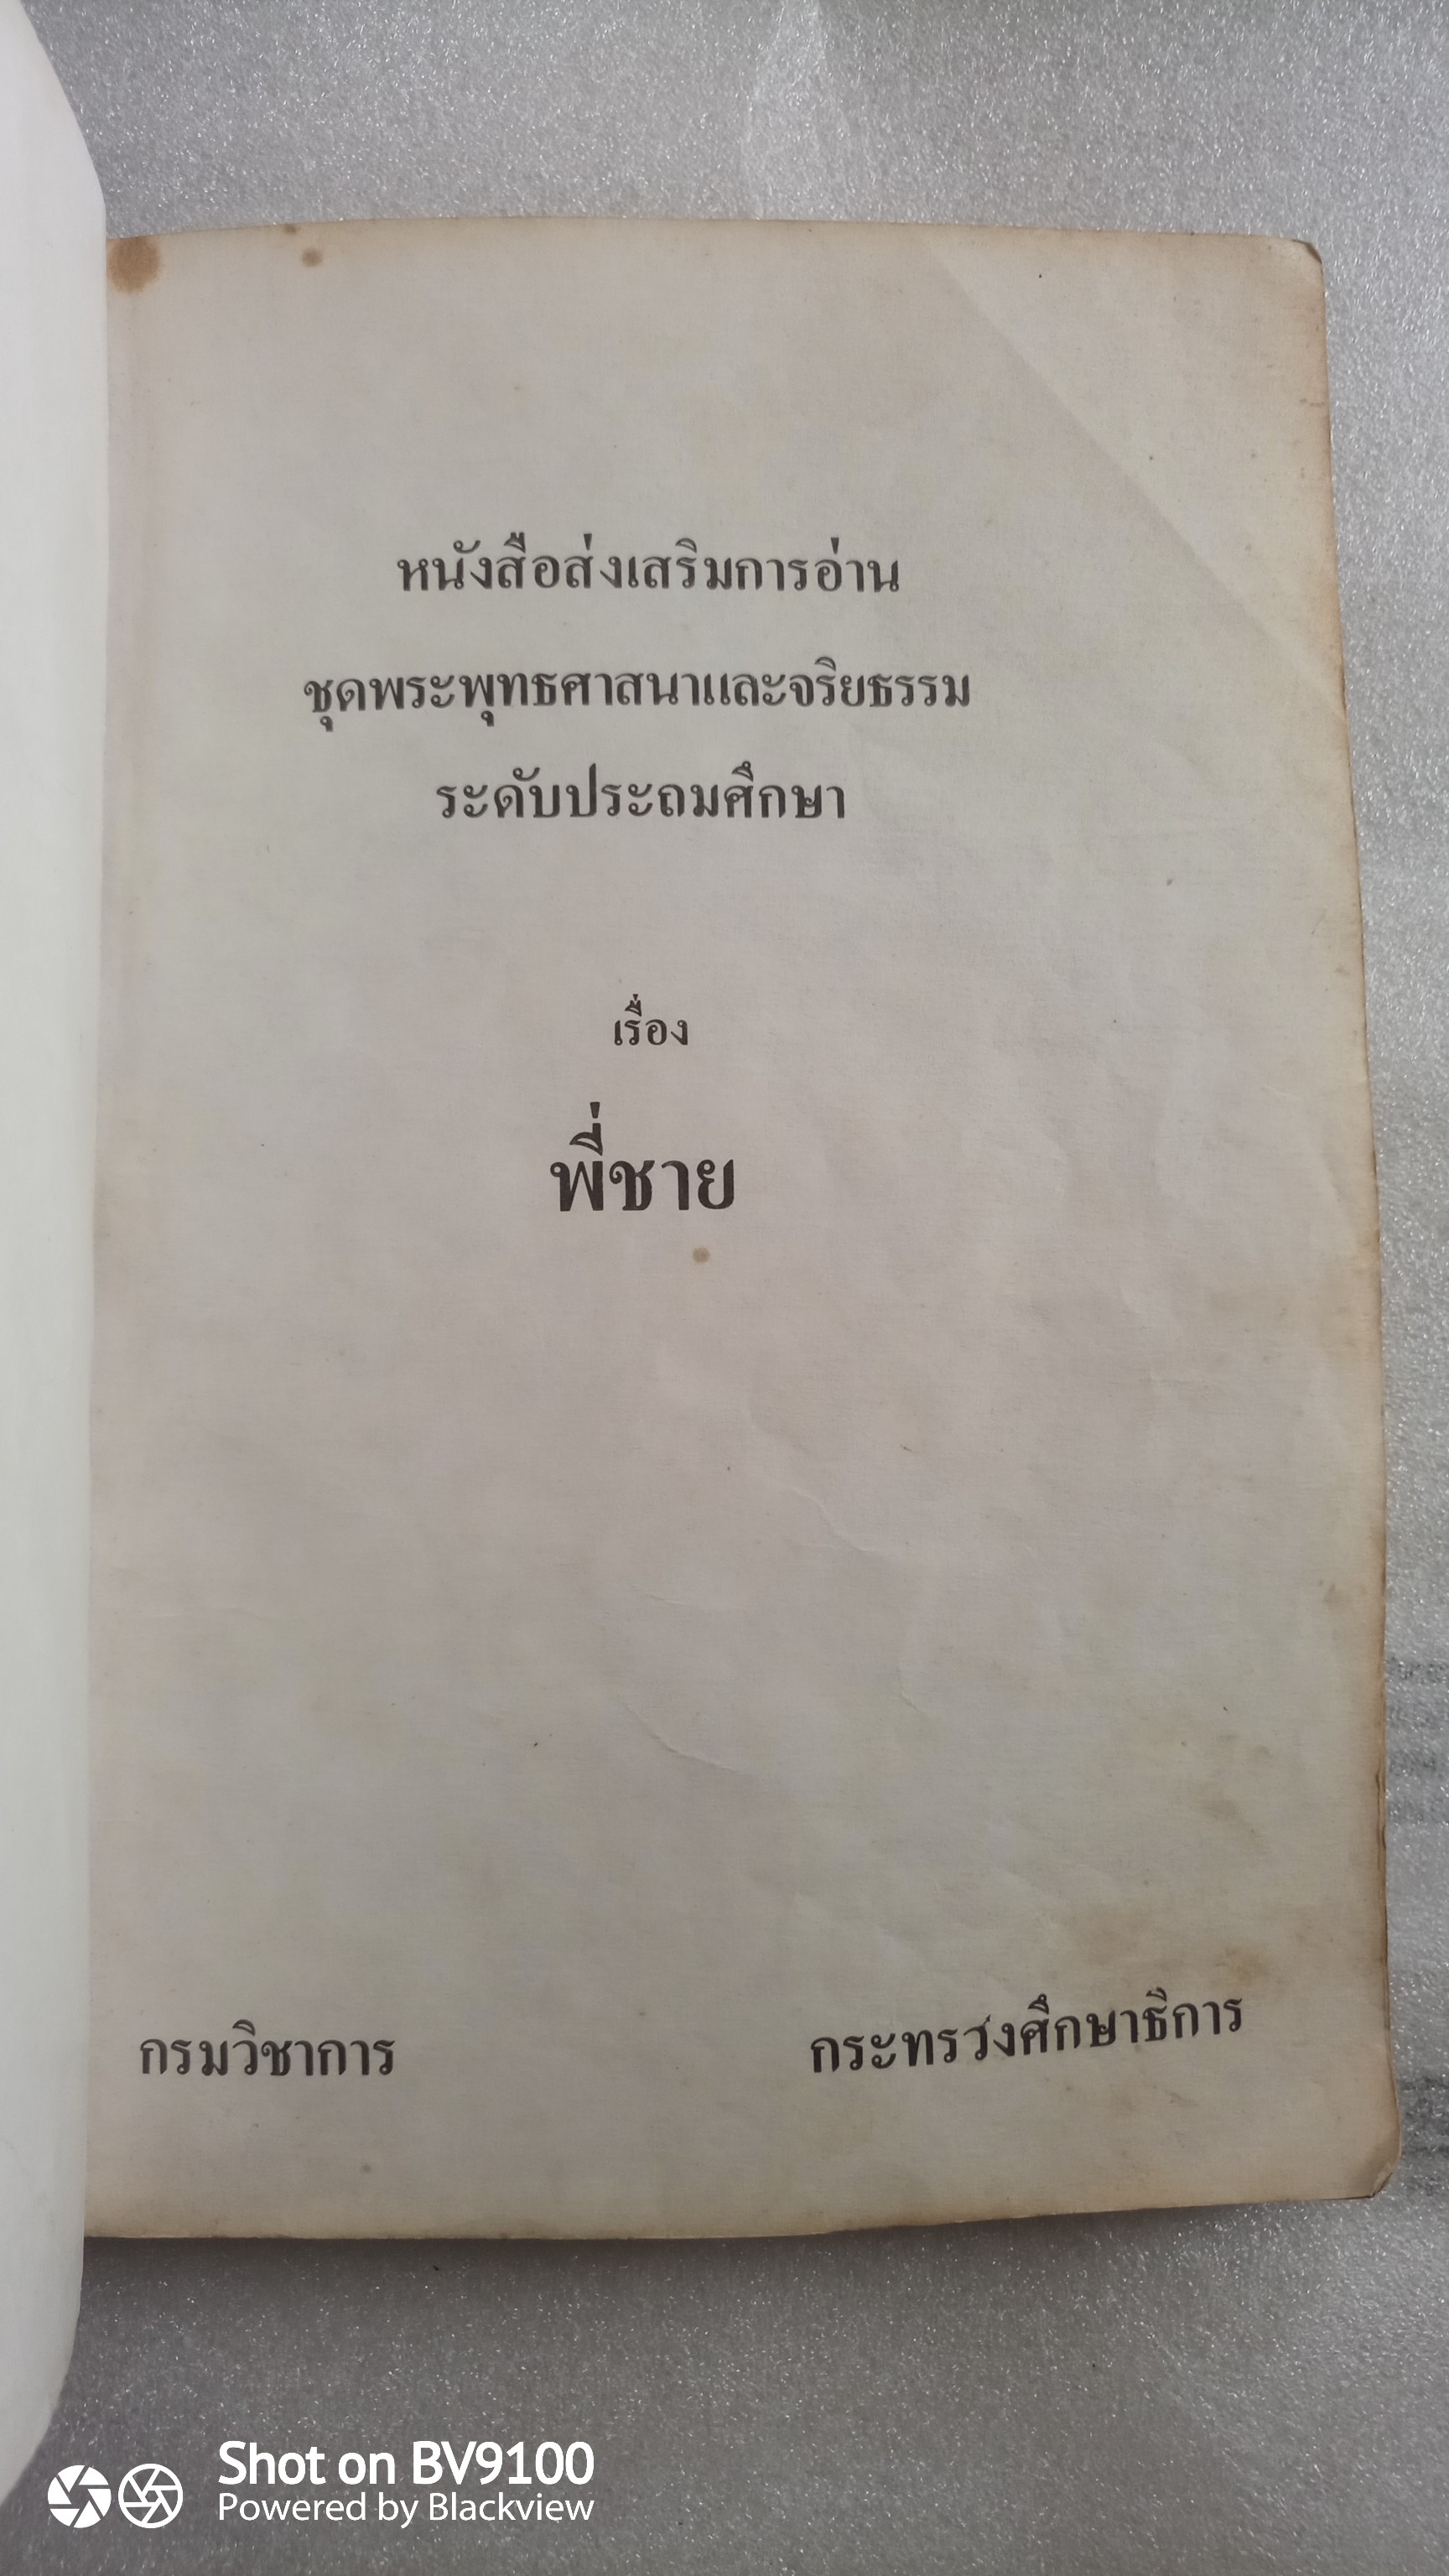 หนังสือส่งเสริมการอ่าน
ชุดพระพุทธศาสนาและจริยธรรม
ระดับประถมศึกษา
เรื่อง
พี่ชาย
กรมวิชาการ กระทรวงศึกษาธิการ
Shot on BV9100
Powered by Blackview